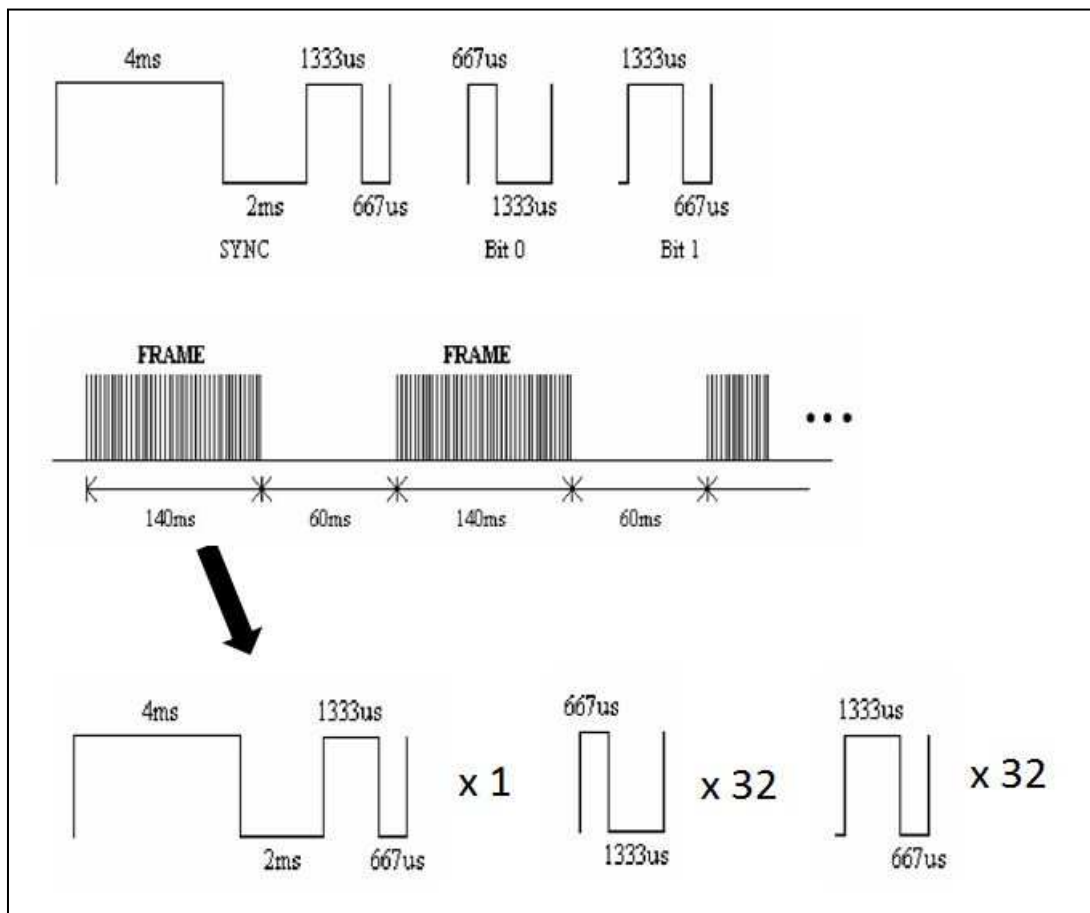 4ms 1333us 667us 1333us
2ms 667us 1333us 667us
SYNC Bit 0 Bit 1
FRAME FRAME
140ms 60ms 140ms 60ms
4ms 1333us 667us 1333us
x 1 x 32 x 32
2ms 667us 1333us 667us